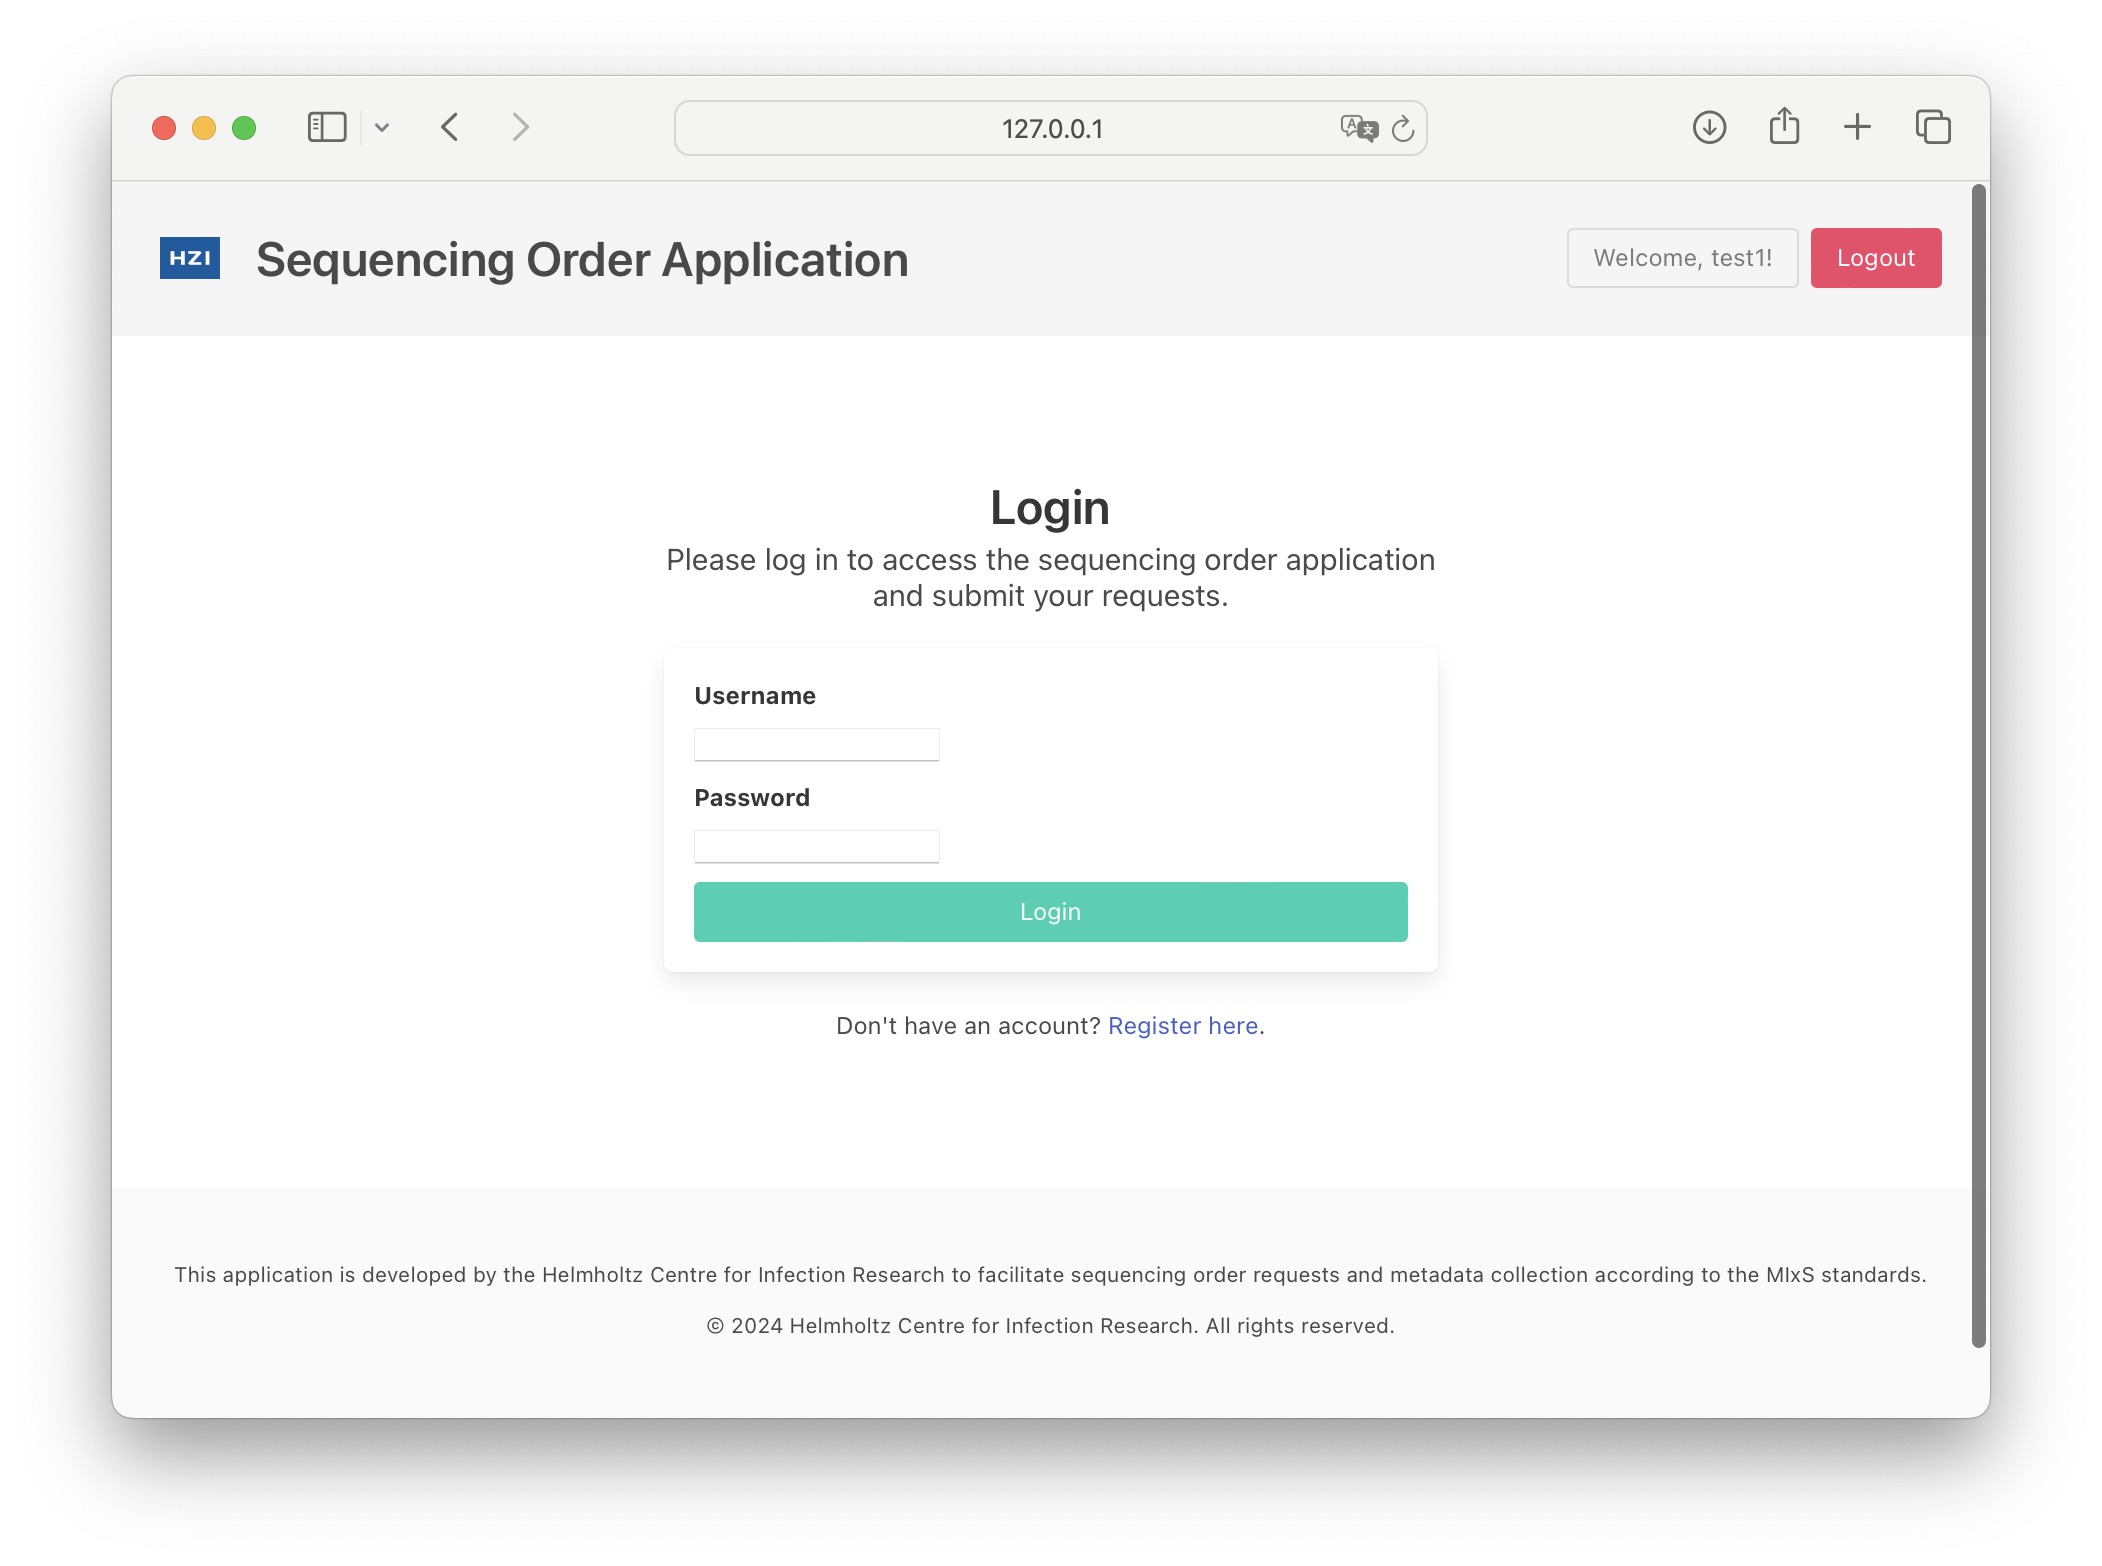 127.0.0.1
HZI
Sequencing Order Application
Welcome, test1!
Logout
Login
Please log in to access the sequencing order application
and submit your requests.
Username
Password
Login
Don't have an account? Register here.
This application is developed by the Helmholtz Centre for Infection Research to facilitate sequencing order requests and metadata collection according to the MIxS standards.
© 2024 Helmholtz Centre for Infection Research. All rights reserved.